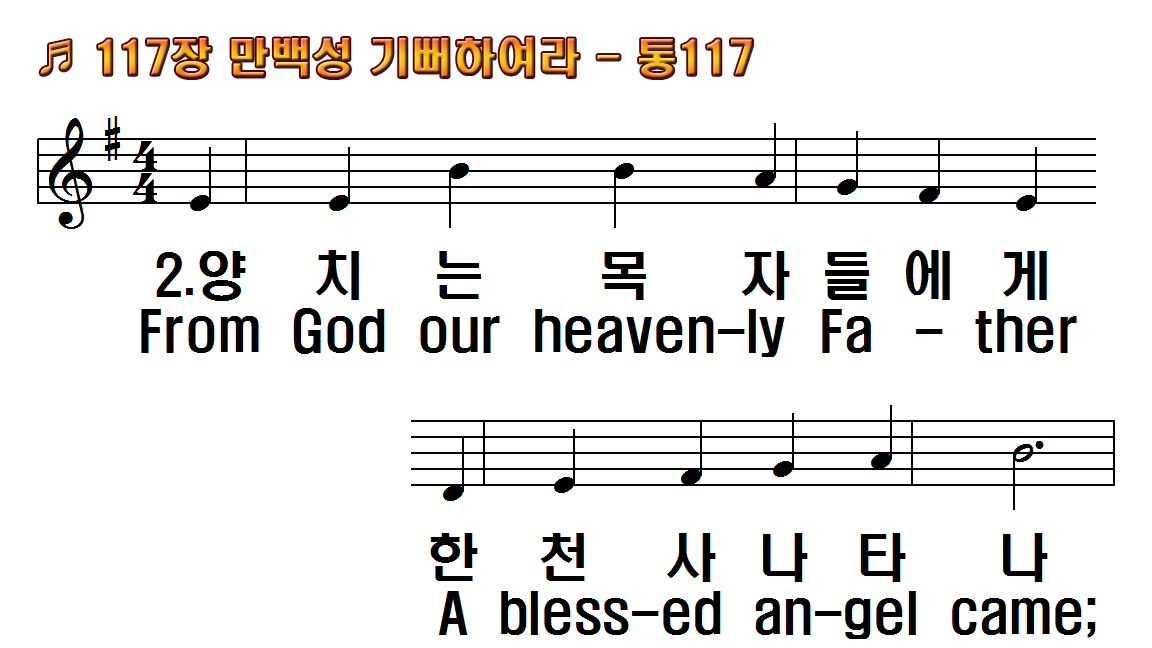 ♬ 117장 만백성 기뻐하여라 - 통117
2.양 치 는 목 자 들 에 게
From God our heaven-ly Fa - ther
한 천 사 나 타 나
A bless-ed an-gel came;